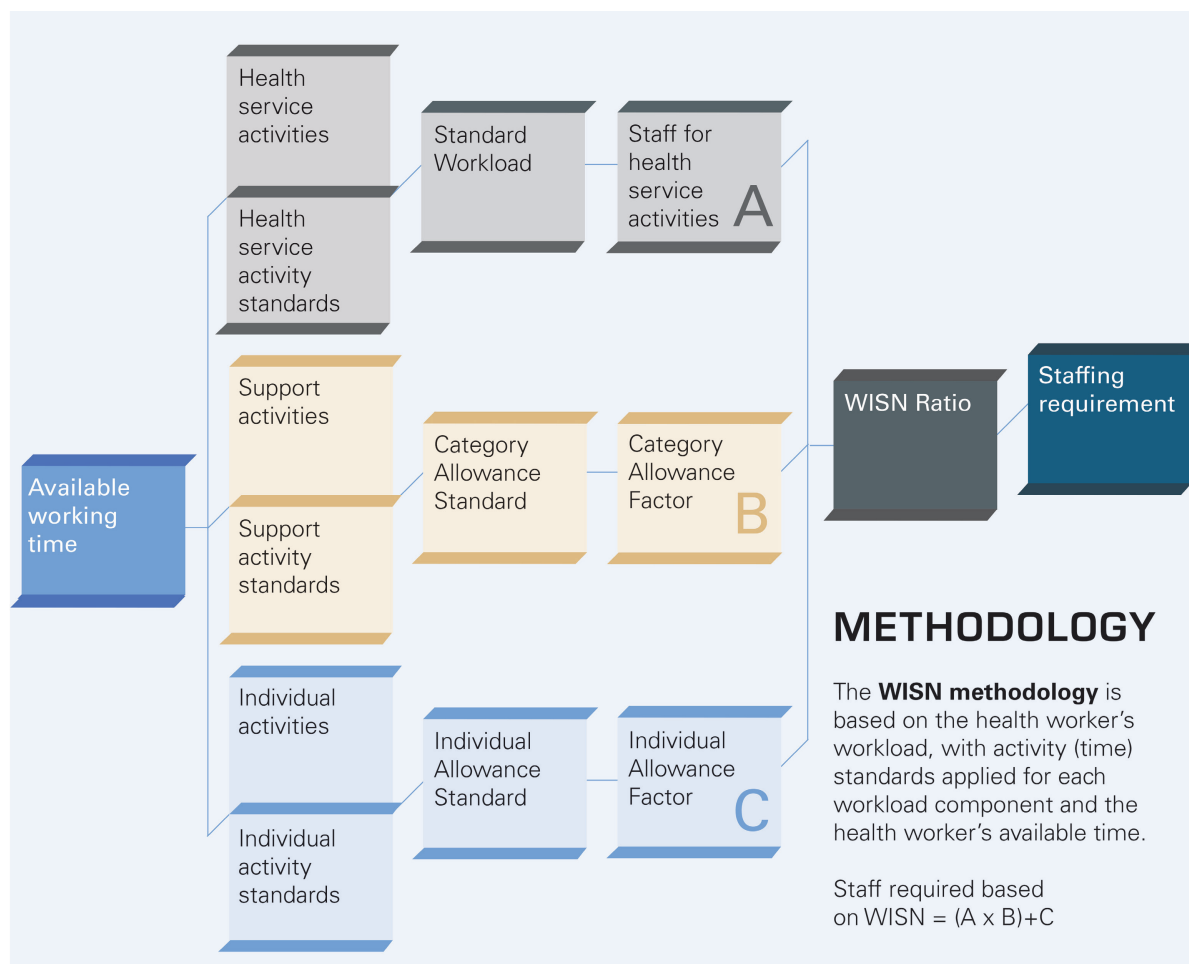 Available
working
time
Health
service
activities
Health
service
activity
standards
Standard
Workload
Staff for
health
service
activities
A
Support
activities
Support
activity
standards
Category
Allowance
Standard
Category
Allowance
Factor
B
Individual
activities
Individual
activity
standards
Individual
Allowance
Standard
Individual
Allowance
Factor
C
WISN Ratio
Staffing
requirement
METHODOLOGY
The WISN methodology is
based on the health worker’s
workload, with activity (time)
standards applied for each
workload component and the
health worker’s available time.
Staff required based
on WISN = (A x B)+C